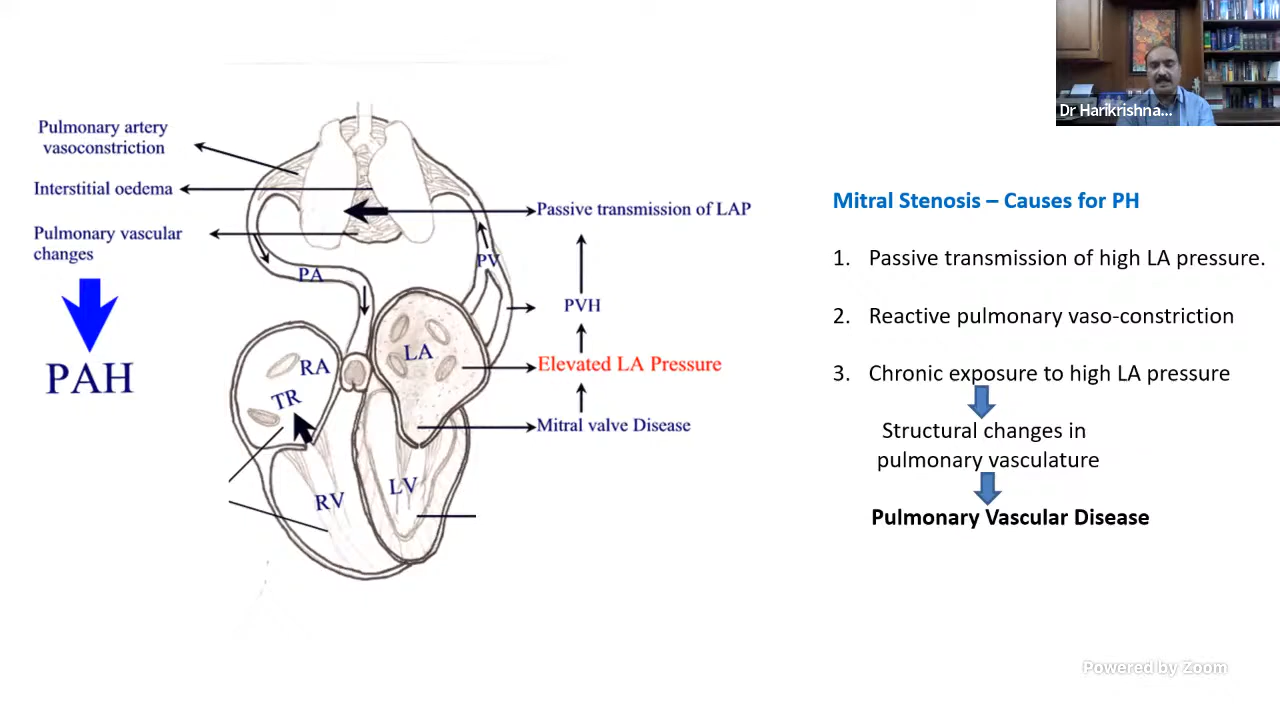 Dr Harikrishna...
Pulmonary artery
vasoconstriction
Interstitial oedema
Pulmonary vascular
changes
PAH
Passive transmission of LAP
PV
PA
PVH
LA
Elevated LA Pressure
RA
TR
Mitral valve Disease
LV
RV
Mitral Stenosis – Causes for PH
1. Passive transmission of high LA pressure.
2. Reactive pulmonary vaso-constriction
3. Chronic exposure to high LA pressure
Structural changes in
pulmonary vasculature
Pulmonary Vascular Disease
Powered by Zoom